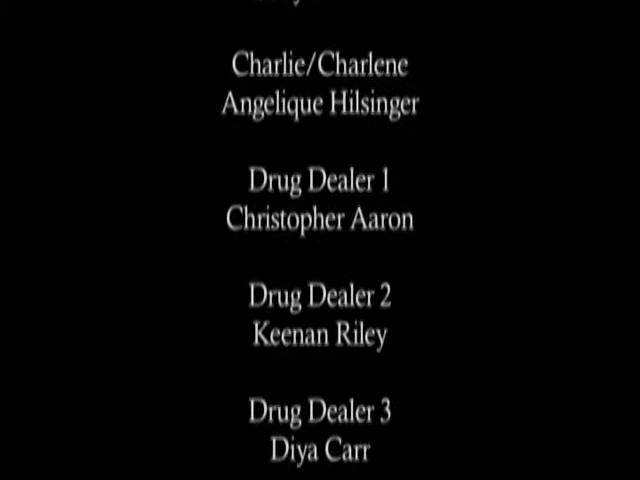 Charlie/Charlene
Angelique Hilsinger
Drug Dealer 1
Christopher Aaron
Drug Dealer 2
Keenan Riley
Drug Dealer 3
Diya Carr